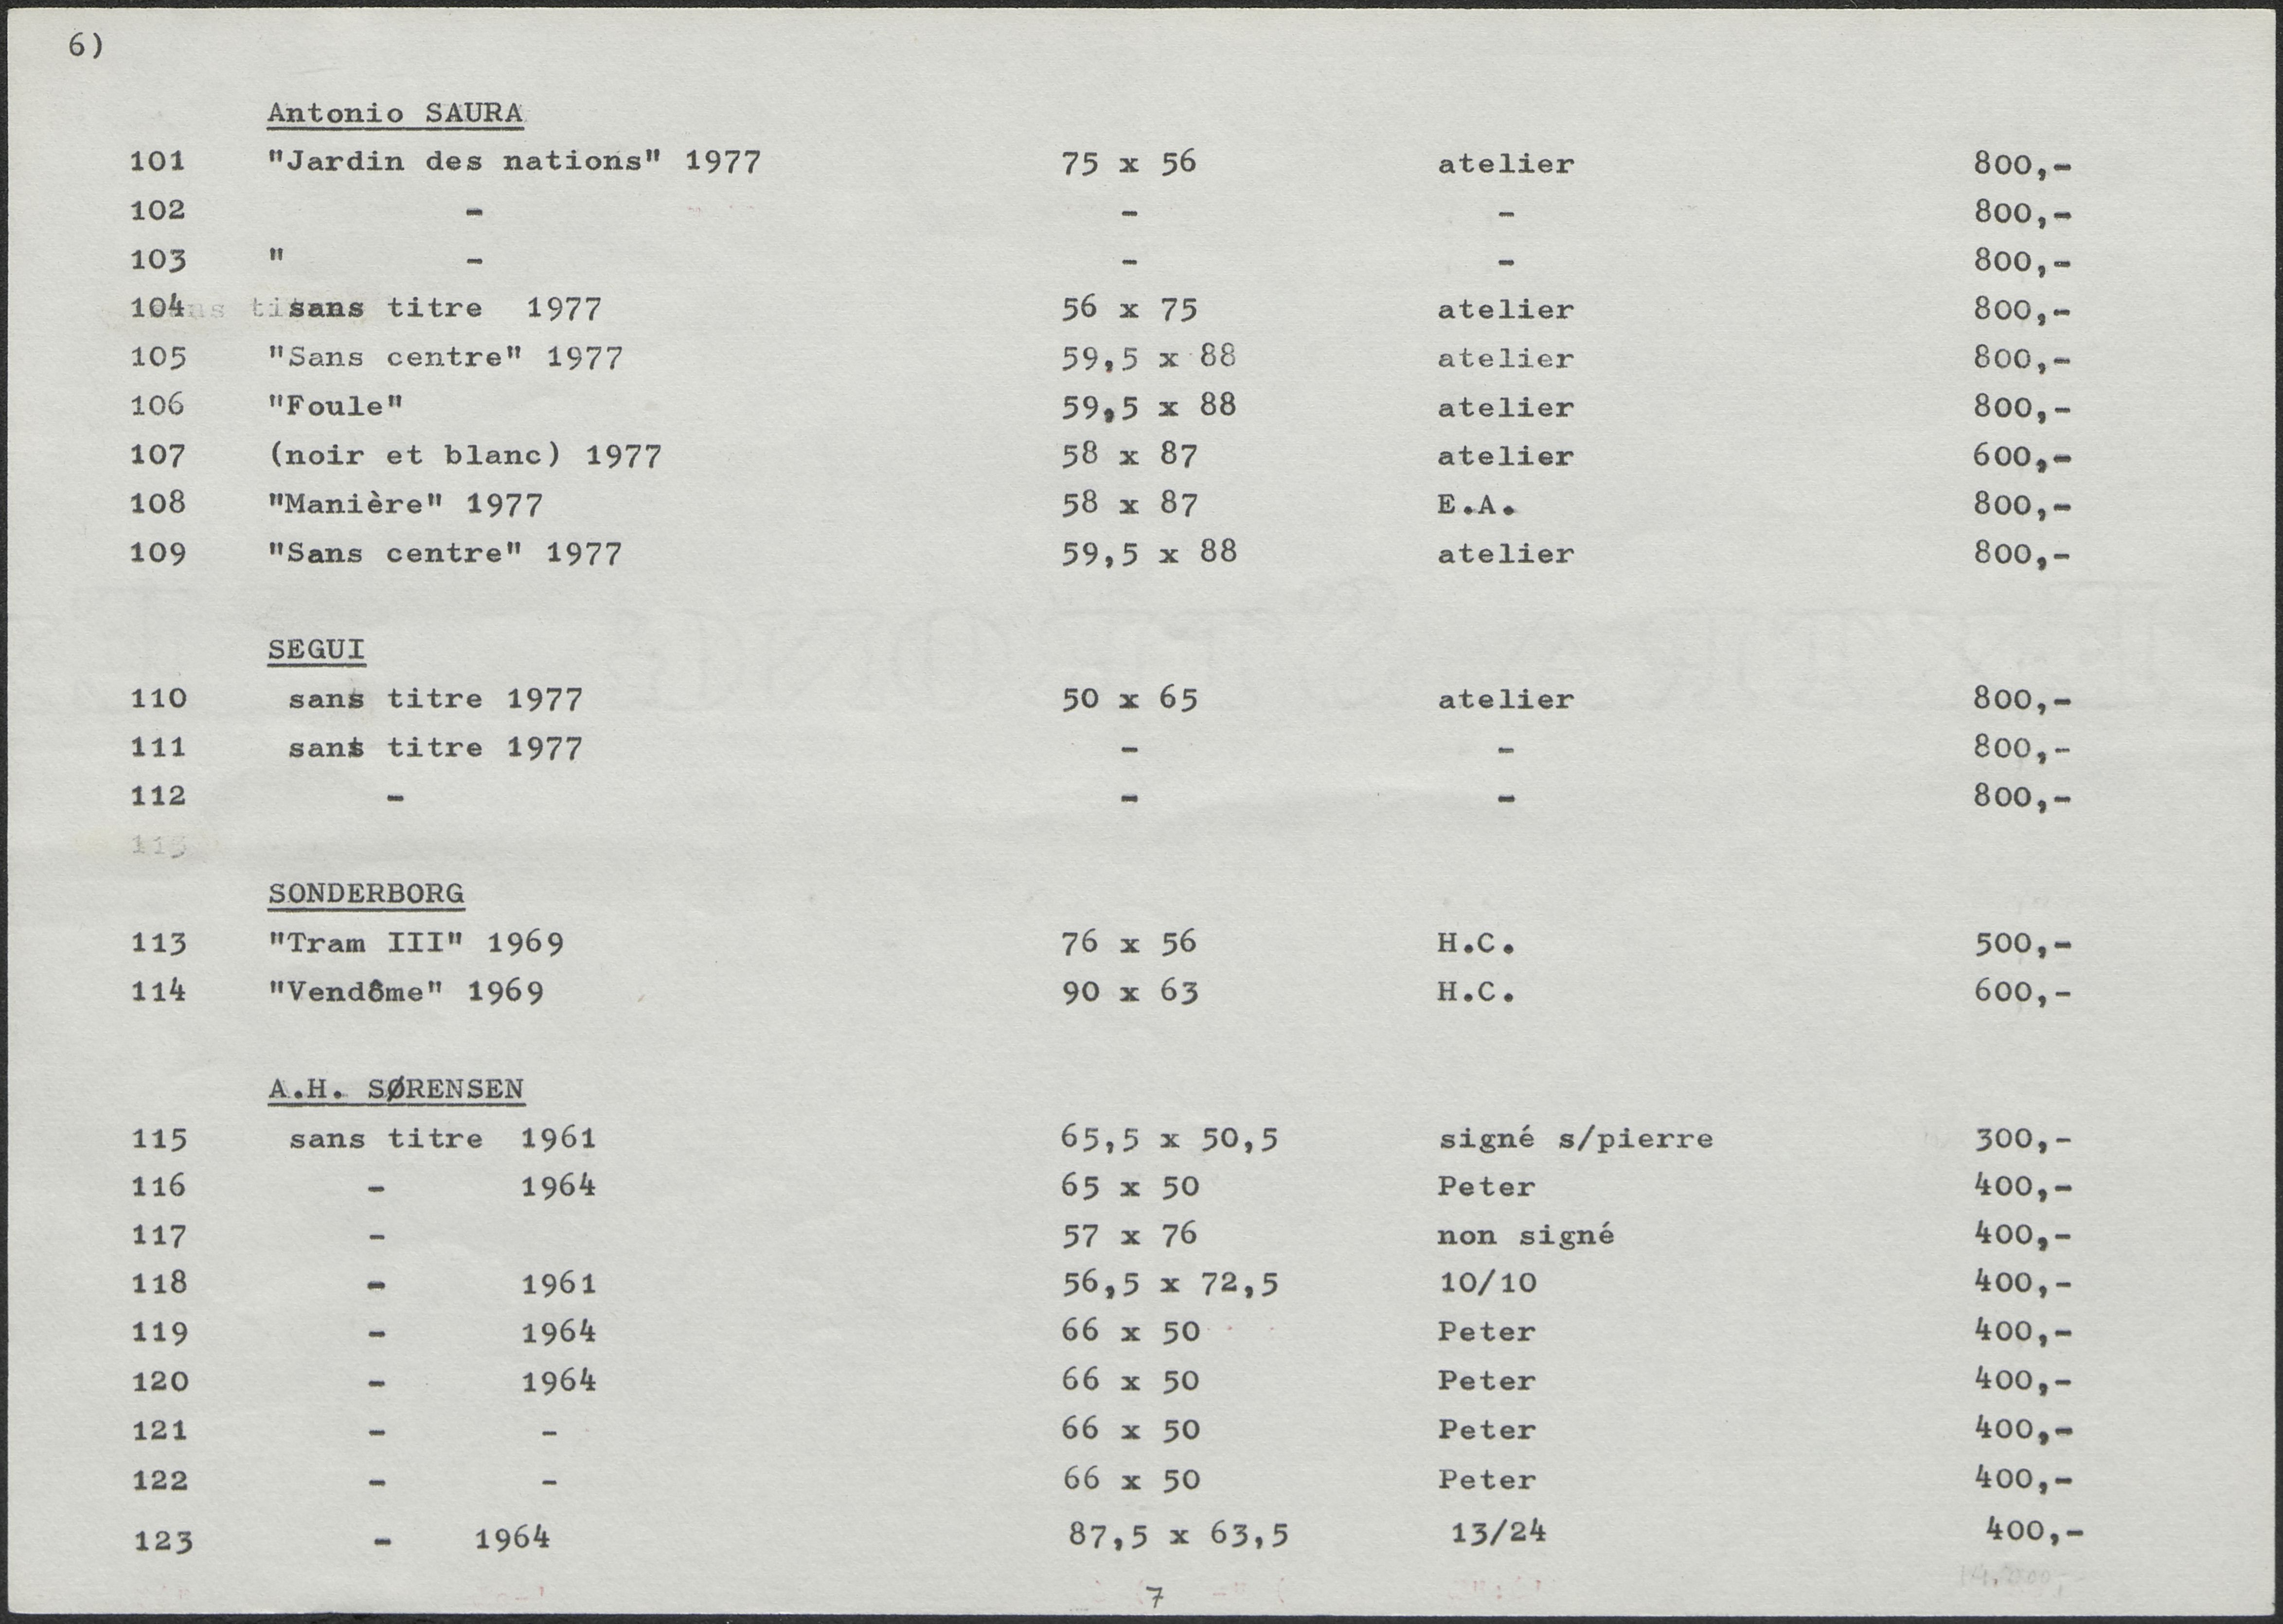 6)
Antonio SAURA
101 "Jardin des nations" 1977 75 x 56 atelier 800,-
102 - - - 800,-
103 " - - - 800,-
104 sans titre 1977 56 x 75 atelier 800,-
105 "Sans centre" 1977 59,5 x 88 atelier 800,-
106 "Foule" 59,5 x 88 atelier 800,-
107 (noir et blanc) 1977 58 x 87 atelier 600,-
108 "Manière" 1977 58 x 87 E.A. 800,-
109 "Sans centre" 1977 59,5 x 88 atelier 800,-
SEGUI
110 sans titre 1977 50 x 65 atelier 800,-
111 sans titre 1977 - - 800,-
112 - - - 800,-
113
SONDERBORG
113 "Tram III" 1969 76 x 56 H.C. 500,-
114 "Vendôme" 1969 90 x 63 H.C. 600,-
A.H. SØRENSEN
115 sans titre 1961 65,5 x 50,5 signé s/pierre 300,-
116 - 1964 65 x 50 Peter 400,-
117 - 57 x 76 non signé 400,-
118 - 1961 56,5 x 72,5 10/10 400,-
119 - 1964 66 x 50 Peter 400,-
120 - 1964 66 x 50 Peter 400,-
121 - - 66 x 50 Peter 400,-
122 - - 66 x 50 Peter 400,-
123 - 1964 87,5 x 63,5 13/24 400,-
7